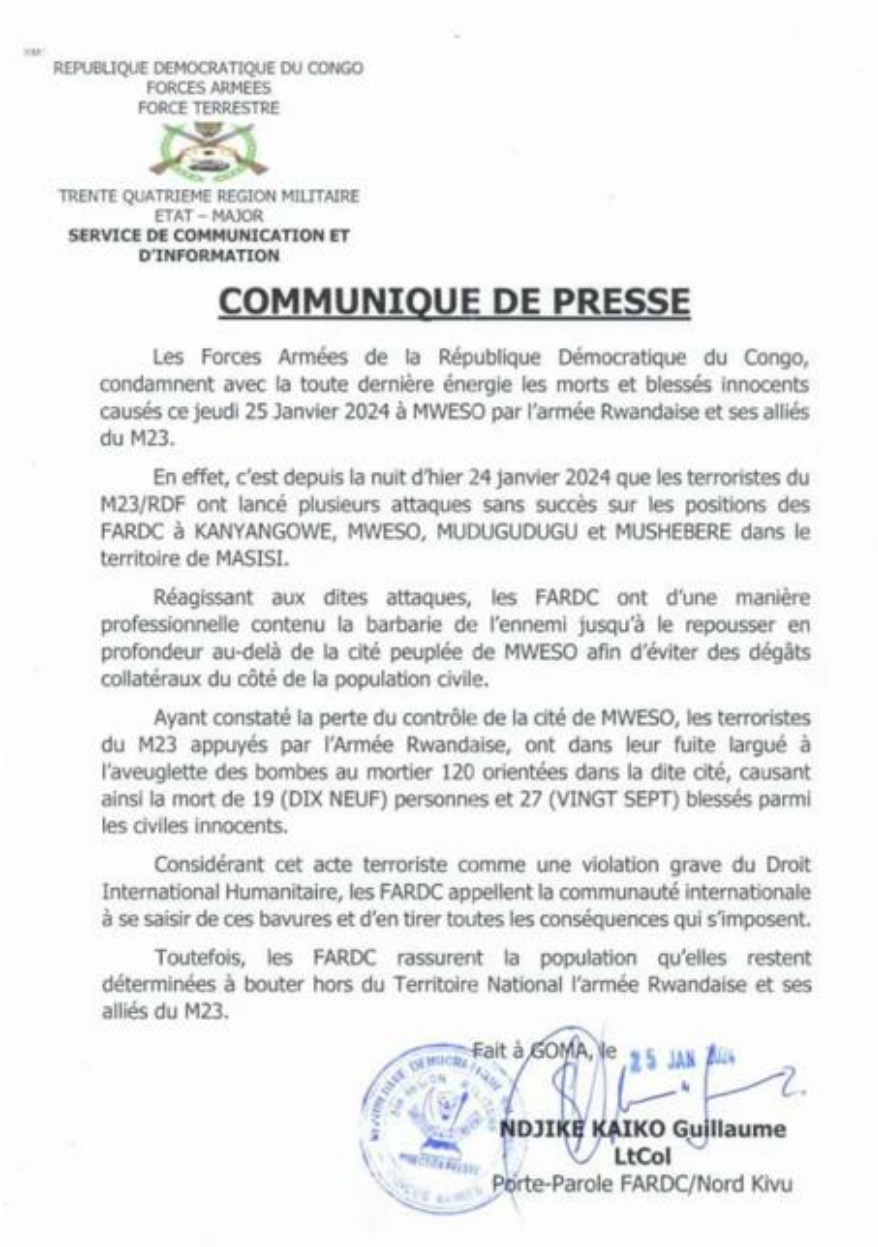 REPUBLIQUE DEMOCRATIQUE DU CONGO
FORCES ARMEES
FORCE TERRESTRE
TRENTE QUATRIEME REGION MILITAIRE
ETAT – MAJOR
SERVICE DE COMMUNICATION ET
D'INFORMATION
COMMUNIQUE DE PRESSE
Les Forces Armées de la République Démocratique du Congo,
condamnent avec la toute dernière énergie les morts et blessés innocents
causés ce jeudi 25 Janvier 2024 à MWESO par l'armée Rwandaise et ses alliés
du M23.
En effet, c'est depuis la nuit d'hier 24 janvier 2024 que les terroristes du
M23/RDF ont lancé plusieurs attaques sans succès sur les positions des
FARDC à KANYANGOWE, MWESO, MUDUGUDUGU et MUSHEBERE dans le
territoire de MASISI.
Réagissant aux dites attaques, les FARDC ont d'une manière
professionnelle contenu la barbarie de l'ennemi jusqu'à le repousser en
profondeur au-delà de la cité peuplée de MWESO afin d'éviter des dégâts
collatéraux du côté de la population civile.
Ayant constaté la perte du contrôle de la cité de MWESO, les terroristes
du M23 appuyés par l'Armée Rwandaise, ont dans leur fuite largué à
l'aveuglette des bombes au mortier 120 orientées dans la dite cité, causant
ainsi la mort de 19 (DIX NEUF) personnes et 27 (VINGT SEPT) blessés parmi
les civiles innocents.
Considérant cet acte terroriste comme une violation grave du Droit
International Humanitaire, les FARDC appellent la communauté internationale
à se saisir de ces bavures et d'en tirer toutes les conséquences qui s'imposent.
Toutefois, les FARDC rassurent la population qu'elles restent
déterminées à bouter hors du Territoire National l'armée Rwandaise et ses
alliés du M23.
Fait à GOMA, le 25 JAN 2024
NDJIKE KAIKO Guillaume
LtCol
Porte-Parole FARDC/Nord Kivu